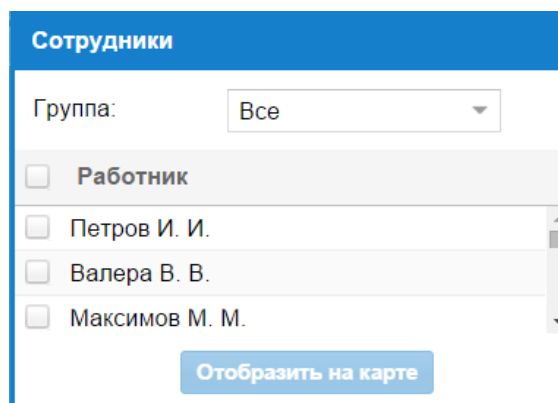 Сотрудники
Группа: Все
Работник
Петров И. И.
Валера В. В.
Максимов М. М.
Отобразить на карте